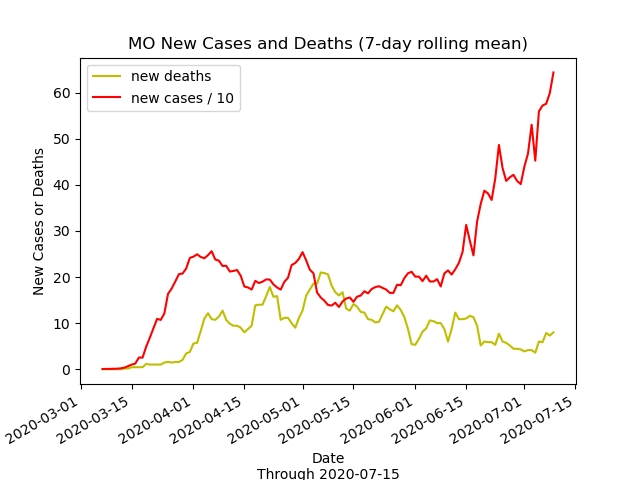 MO New Cases and Deaths (7-day rolling mean)
new deaths
new cases / 10
New Cases or Deaths
60
50
40
30
20
10
0
2020-03-01
2020-03-15
2020-04-01
2020-04-15
2020-05-01
2020-05-15
2020-06-01
2020-06-15
2020-07-01
2020-07-15
Date
Through 2020-07-15